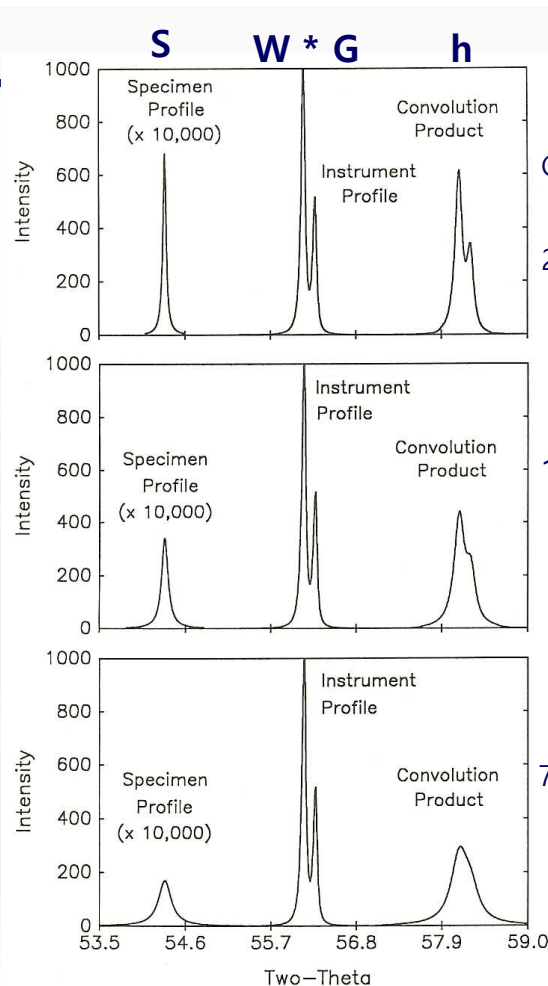 S W * G h
1000
800
600
400
200
0
Intensity
Specimen
Profile
(x 10,000)
Instrument
Profile
Convolution
Product
1000
800
600
400
200
0
Intensity
Specimen
Profile
(x 10,000)
Instrument
Profile
Convolution
Product
1000
800
600
400
200
0
Intensity
Specimen
Profile
(x 10,000)
Instrument
Profile
Convolution
Product
53.5 54.6 55.7 56.8 57.9 59.0
Two-Theta